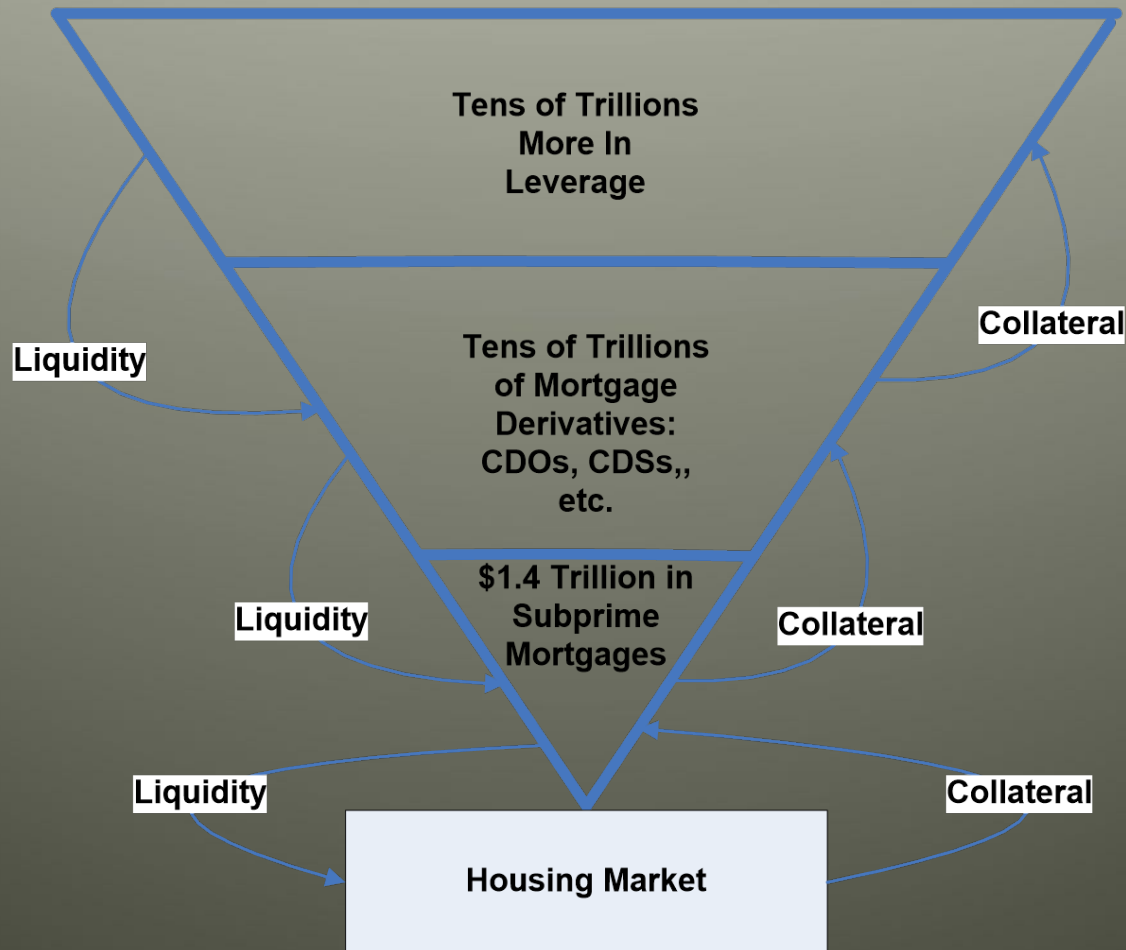 Tens of Trillions
More In
Leverage
Collateral
Liquidity
Tens of Trillions
of Mortgage
Derivatives:
CDOs, CDSs,,
etc.
$1.4 Trillion in
Subprime
Mortgages
Liquidity
Collateral
Liquidity
Collateral
Housing Market